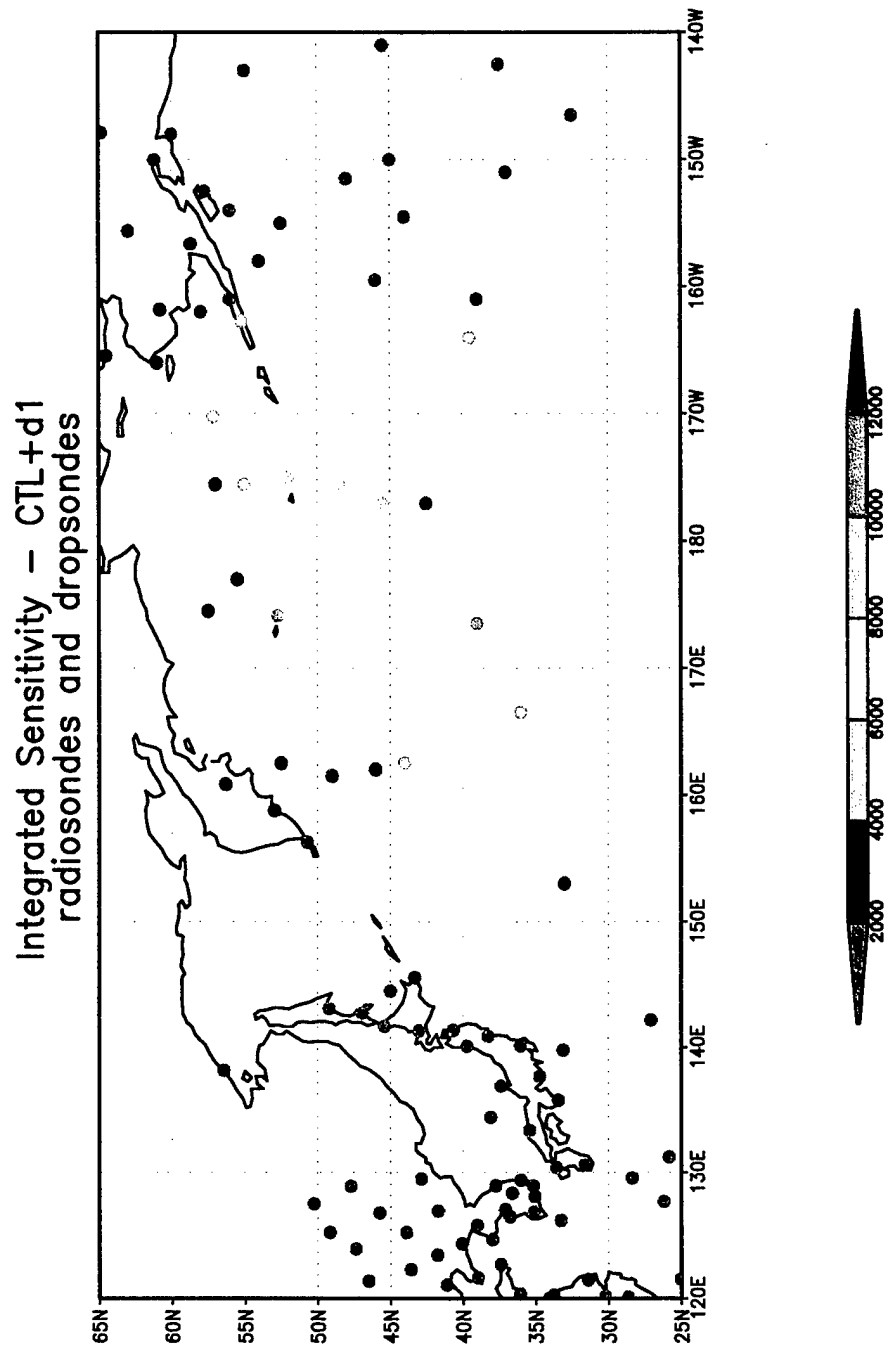 Integrated Sensitivity – CTL+d1
radiosondes and dropsondes
65N
60N
55N
50N
45N
40N
35N
30N
25N
120E
130E
140E
150E
160E
170E
180
170W
160W
150W
140W
2000
4000
6000
8000
10000
12000